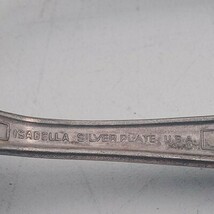 ISABELLA, SILVER PLATE, U.S.A.